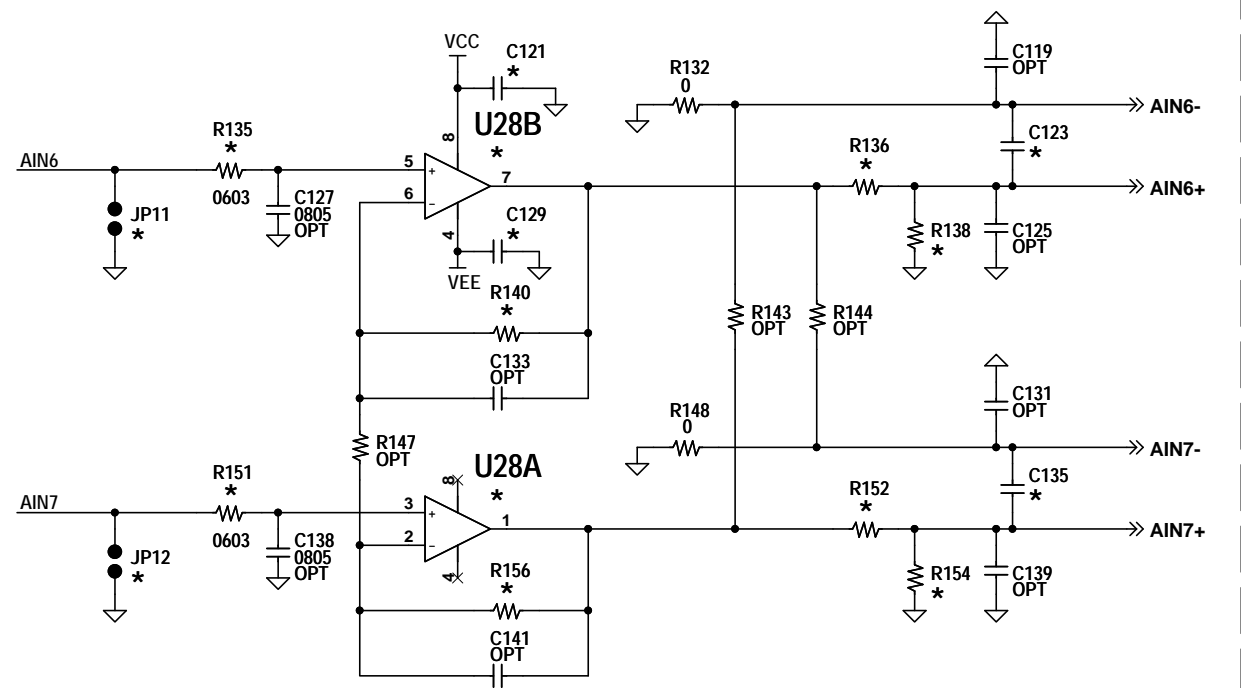 VCC
C121
*
U28B
*
R132
0
C119
OPT
AIN6-
R135
*
0603
AIN6
8
5
+
6
-
7
4
C127
0805
OPT
JP11
*
C129
*
VEE
R136
*
C123
*
AIN6+
R138
*
C125
OPT
R140
*
C133
OPT
R143
OPT
R144
OPT
C131
OPT
R148
0
AIN7-
R147
OPT
U28A
*
R151
*
0603
AIN7
8
3
+
2
-
1
4
C138
0805
OPT
JP12
*
R152
*
C135
*
AIN7+
R154
*
C139
OPT
R156
*
C141
OPT